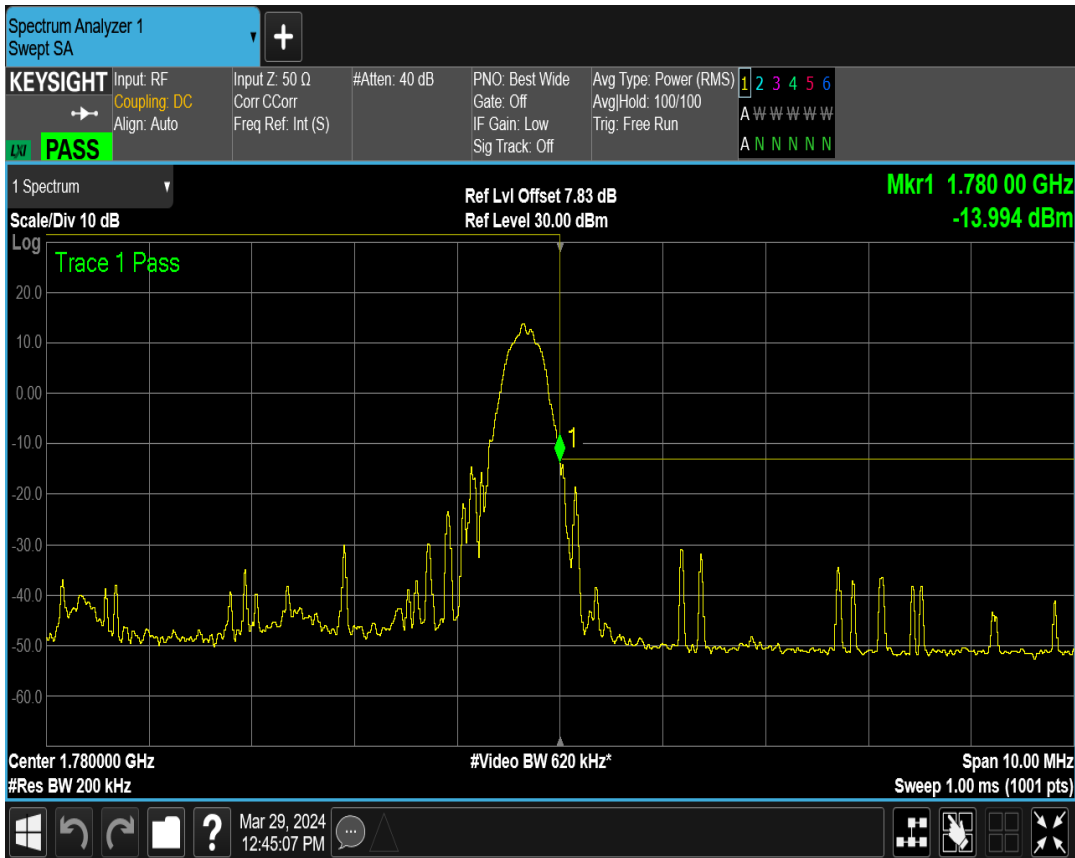 Spectrum Analyzer 1
Swept SA
+
KEYSIGHT
LXI PASS
Input: RF
Coupling: DC
Align: Auto
Input Z: 50 Ω
Corr CCorr
Freq Ref: Int (S)
#Atten: 40 dB
PNO: Best Wide
Gate: Off
IF Gain: Low
Sig Track: Off
Avg Type: Power (RMS)
Avg|Hold: 100/100
Trig: Free Run
1 2 3 4 5 6
A W W W W W
A N N N N N
1 Spectrum
Scale/Div 10 dB
Ref Lvl Offset 7.83 dB
Ref Level 30.00 dBm
Mkr1 1.780 00 GHz
-13.994 dBm
Log
Trace 1 Pass
20.0
10.0
0.00
-10.0
1
-20.0
-30.0
-40.0
-50.0
-60.0
Center 1.780000 GHz
#Video BW 620 kHz*
Span 10.00 MHz
#Res BW 200 kHz
Sweep 1.00 ms (1001 pts)
?
Mar 29, 2024
12:45:07 PM